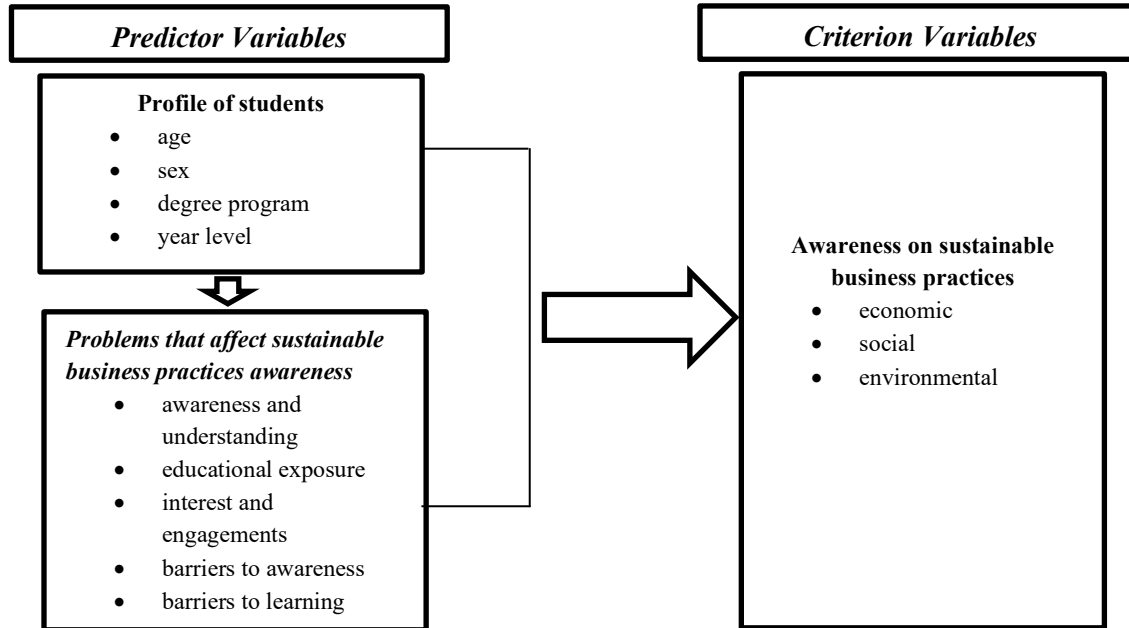 Predictor Variables
Profile of students
• age
• sex
• degree program
• year level
Problems that affect sustainable
business practices awareness
• awareness and
understanding
• educational exposure
• interest and
engagements
• barriers to awareness
• barriers to learning
Criterion Variables
Awareness on sustainable
business practices
• economic
• social
• environmental